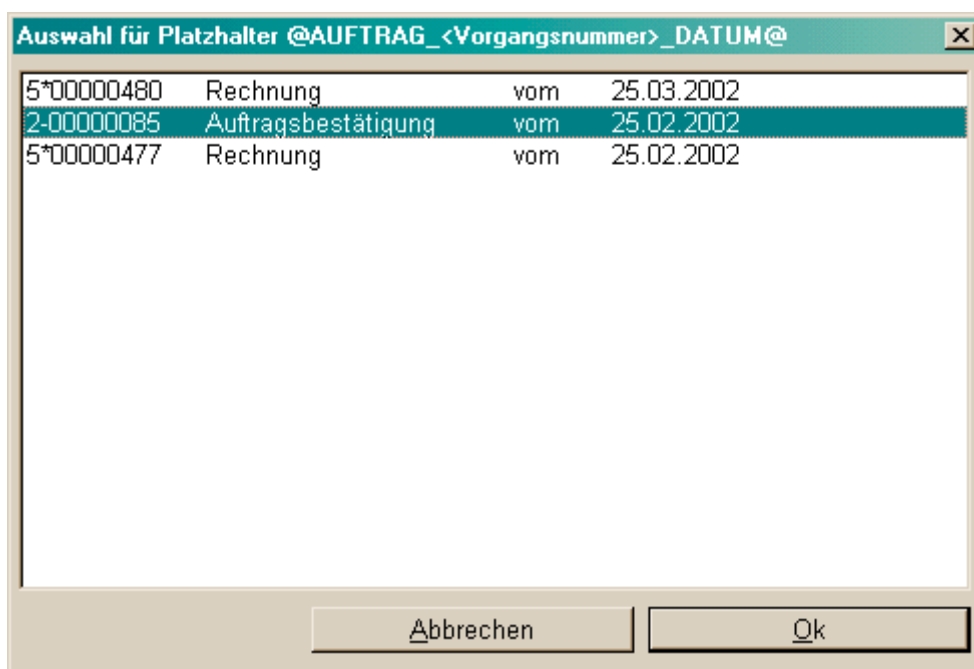 Auswahl für Platzhalter @AUFTRAG_<Vorgangsnummer>_DATUM@
5*00000480 Rechnung vom 25.03.2002
2-00000085 Auftragsbestätigung vom 25.02.2002
5*00000477 Rechnung vom 25.02.2002
Abbrechen Ok